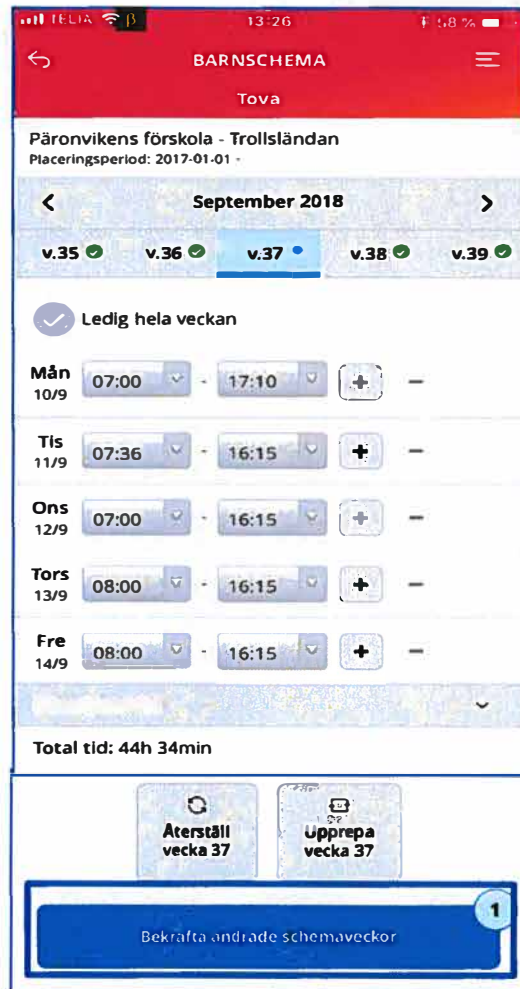 TELIA 13:26 58 %
BARNSCHEMA
Tova
Päronvikens förskola - Trollsländan
Placeringsperiod: 2017-01-01 -
September 2018
v.35 v.36 v.37 v.38 v.39
Ledig hela veckan
Mån 07:00 - 17:10 + -
10/9
Tis 07:36 - 16:15 + -
11/9
Ons 07:00 - 16:15 + -
12/9
Tors 08:00 - 16:15 + -
13/9
Fre 08:00 - 16:15 + -
14/9
Total tid: 44h 34min
Återställ
vecka 37
Upprepa
vecka 37
1
Bekräfta ändrade schemaveckor